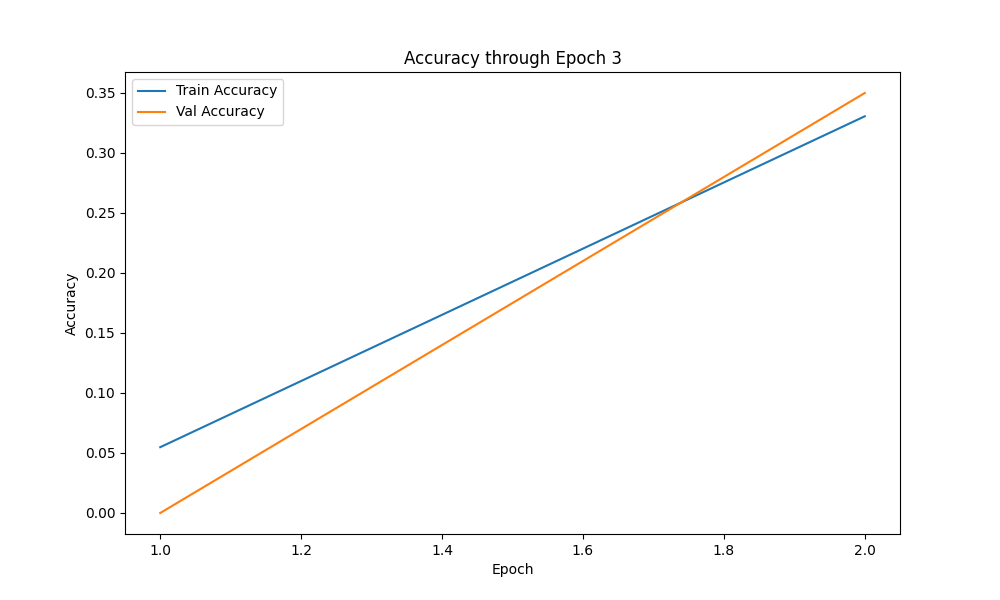 Accuracy through Epoch 3
Train Accuracy
Val Accuracy
0.35
0.30
0.25
0.20
0.15
0.10
0.05
0.00
Accuracy
1.0 1.2 1.4 1.6 1.8 2.0
Epoch